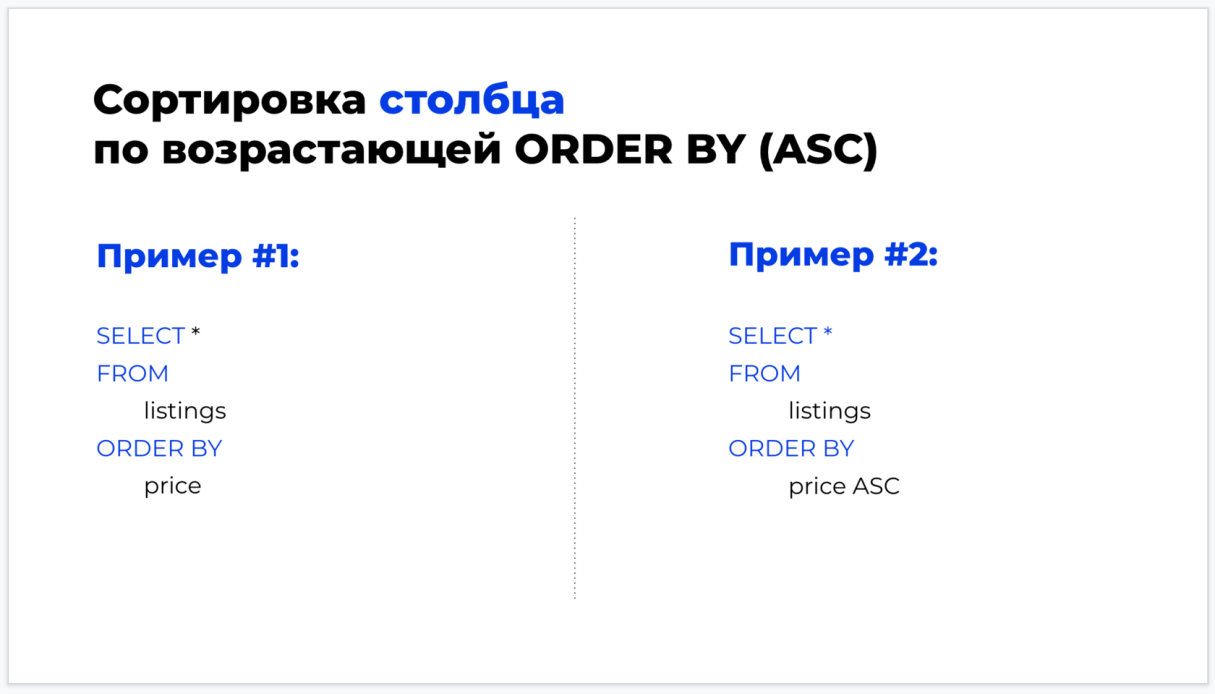 Сортировка столбца
по возрастающей ORDER BY (ASC)
Пример #1:
SELECT *
FROM
listings
ORDER BY
price
Пример #2:
SELECT *
FROM
listings
ORDER BY
price ASC